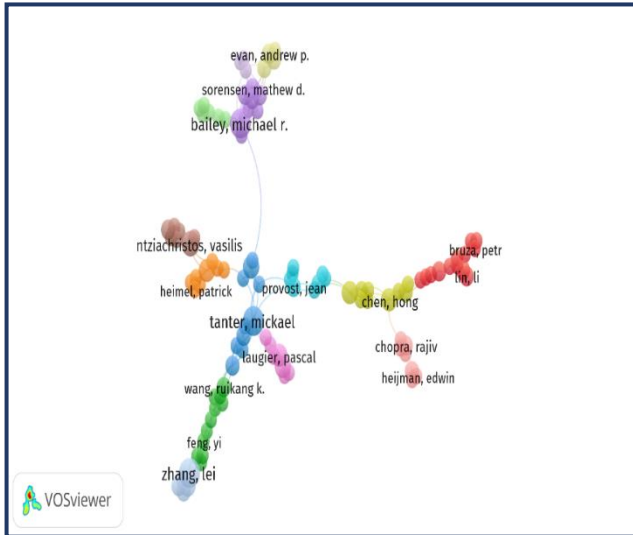 evan, andrew p.
sorensen, mathew d.
bailey, michael r.
ntziachristos, vasilis
bruza, petr
lin, li
heimel, patrick
provost, jean
chen, hong
tanter, mickael
laugier, pascal
chopra, rajiv
heijman, edwin
wang, ruikang k.
feng, yi
zhang, lei
VOSviewer